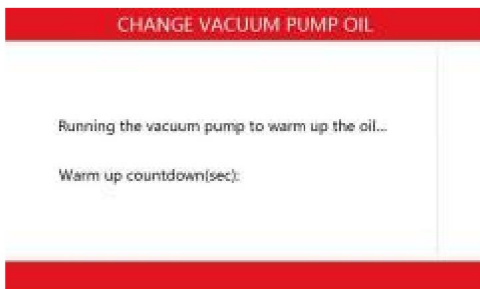 CHANGE VACUUM PUMP OIL
Running the vacuum pump to warm up the oil...
Warm up countdown(sec):